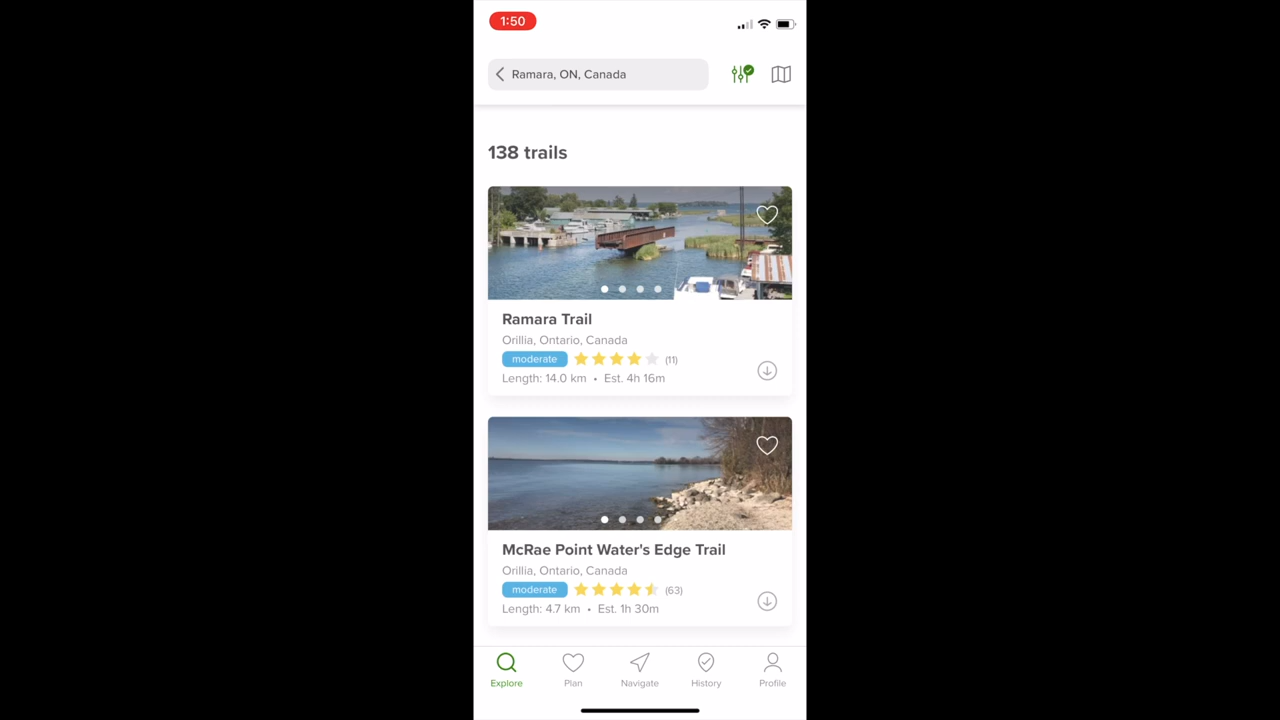 1:50
Ramara, ON, Canada
138 trails
Ramara Trail
Orillia, Ontario, Canada
moderate (11)
Length: 14.0 km • Est. 4h 16m
McRae Point Water's Edge Trail
Orillia, Ontario, Canada
moderate (63)
Length: 4.7 km • Est. 1h 30m
Explore Plan Navigate History Profile